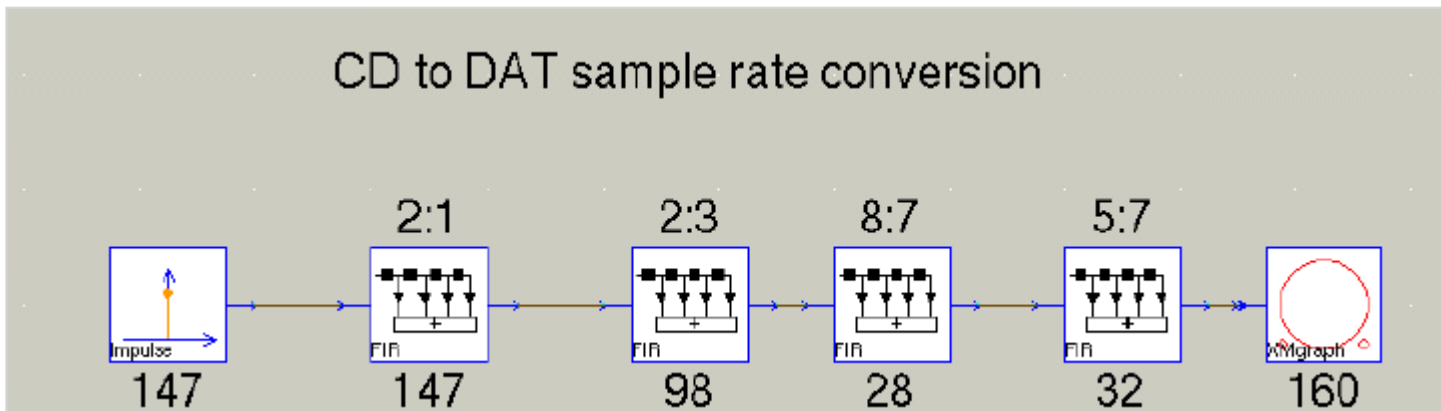 CD to DAT sample rate conversion
2:1 2:3 8:7 5:7
+ + + +
Impulse FIR FIR FIR FIR XMgraph
147 147 98 28 32 160